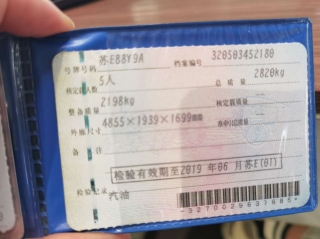 号牌号码 苏E88Y9A 档案编号 320503452180
核定载人数 5人 总质量 2820kg
整备质量 2198kg 核定载质量
外廓尺寸 4855×1939×1699mm 准牵引总质量
备注
检验有效期至2019年06月苏E(01)
检验记录 汽油